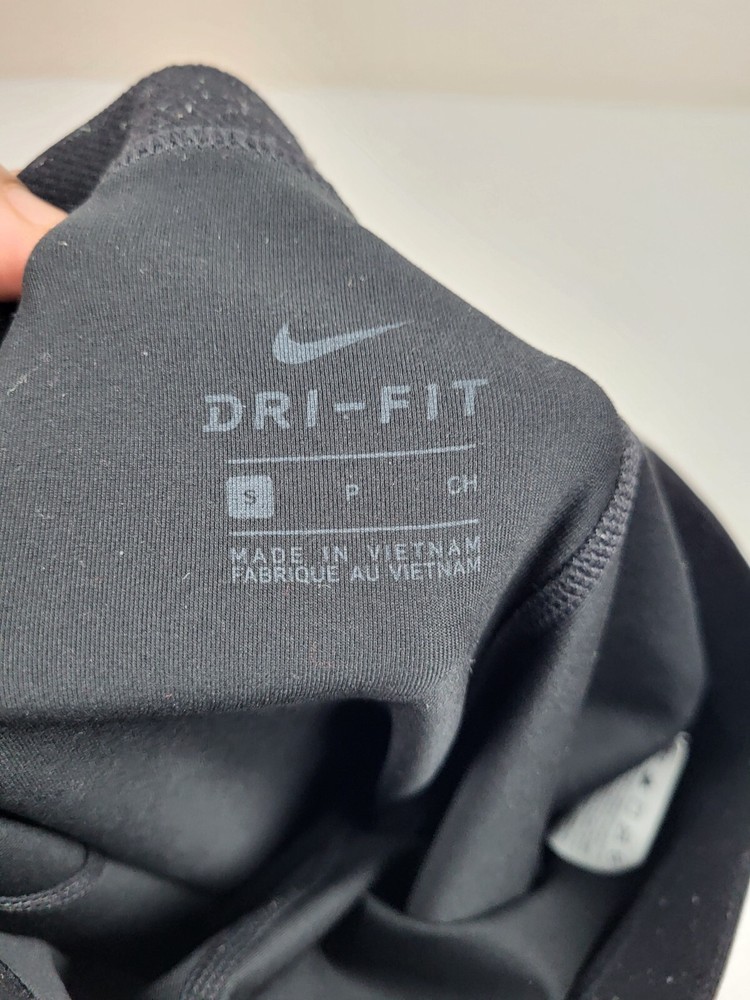 DRI-FIT
S P CH
MADE IN VIETNAM
FABRIQUE AU VIETNAM